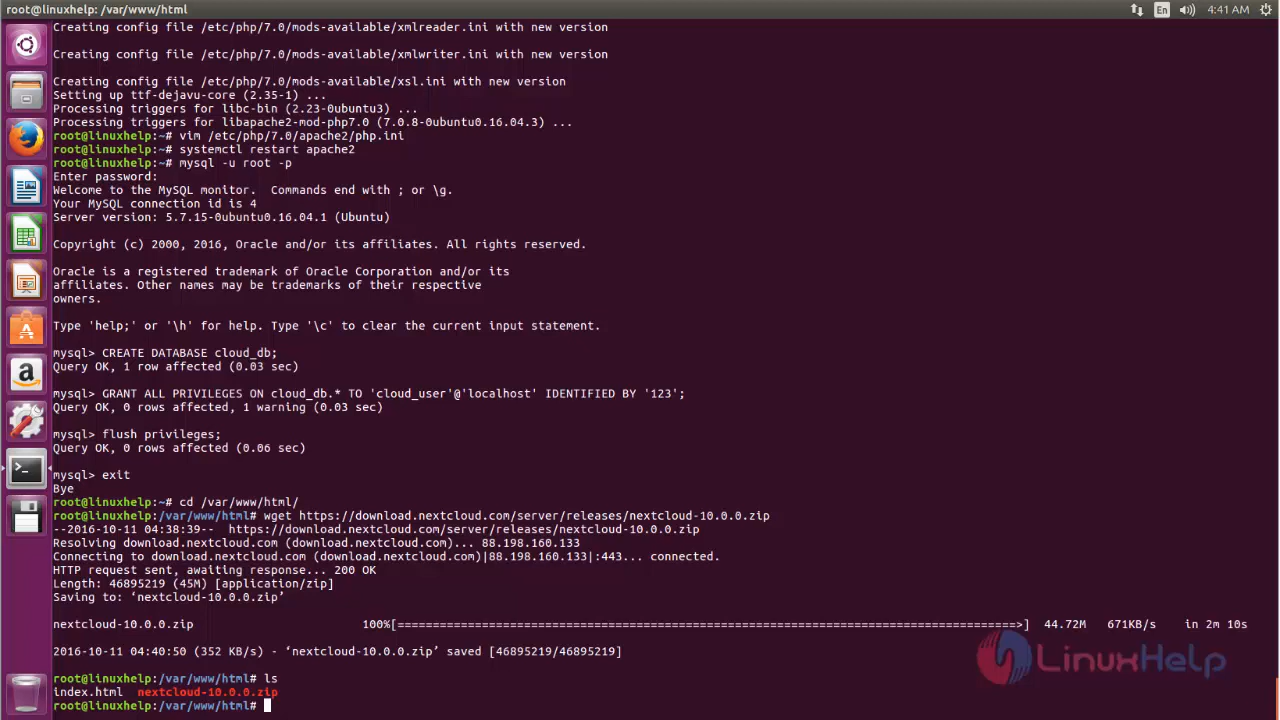 root@linuxhelp: /var/www/html
En
4:41 AM
Creating config file /etc/php/7.0/mods-available/xmlreader.ini with new version
Creating config file /etc/php/7.0/mods-available/xmlwriter.ini with new version
Creating config file /etc/php/7.0/mods-available/xsl.ini with new version
Setting up ttf-dejavu-core (2.35-1) ...
Processing triggers for libc-bin (2.23-0ubuntu3) ...
Processing triggers for libapache2-mod-php7.0 (7.0.8-0ubuntu0.16.04.3) ...
root@linuxhelp:~# vim /etc/php/7.0/apache2/php.ini
root@linuxhelp:~# systemctl restart apache2
root@linuxhelp:~# mysql -u root -p
Enter password:
Welcome to the MySQL monitor.  Commands end with ; or \g.
Your MySQL connection id is 4
Server version: 5.7.15-0ubuntu0.16.04.1 (Ubuntu)
Copyright (c) 2000, 2016, Oracle and/or its affiliates. All rights reserved.
Oracle is a registered trademark of Oracle Corporation and/or its
affiliates. Other names may be trademarks of their respective
owners.
Type 'help;' or '\h' for help. Type '\c' to clear the current input statement.
mysql> CREATE DATABASE cloud_db;
Query OK, 1 row affected (0.03 sec)
mysql> GRANT ALL PRIVILEGES ON cloud_db.* TO 'cloud_user'@'localhost' IDENTIFIED BY '123';
Query OK, 0 rows affected, 1 warning (0.03 sec)
mysql> flush privileges;
Query OK, 0 rows affected (0.06 sec)
mysql> exit
Bye
root@linuxhelp:~# cd /var/www/html/
root@linuxhelp:/var/www/html# wget https://download.nextcloud.com/server/releases/nextcloud-10.0.0.zip
--2016-10-11 04:38:39--  https://download.nextcloud.com/server/releases/nextcloud-10.0.0.zip
Resolving download.nextcloud.com (download.nextcloud.com)... 88.198.160.133
Connecting to download.nextcloud.com (download.nextcloud.com)|88.198.160.133|:443... connected.
HTTP request sent, awaiting response... 200 OK
Length: 46895219 (45M) [application/zip]
Saving to: ‘nextcloud-10.0.0.zip’
nextcloud-10.0.0.zip 100%[=========================================================================================>] 44.72M 671KB/s in 2m 10s
2016-10-11 04:40:50 (352 KB/s) - ‘nextcloud-10.0.0.zip’ saved [46895219/46895219]
root@linuxhelp:/var/www/html# ls
index.html  nextcloud-10.0.0.zip
root@linuxhelp:/var/www/html#
LinuxHelp